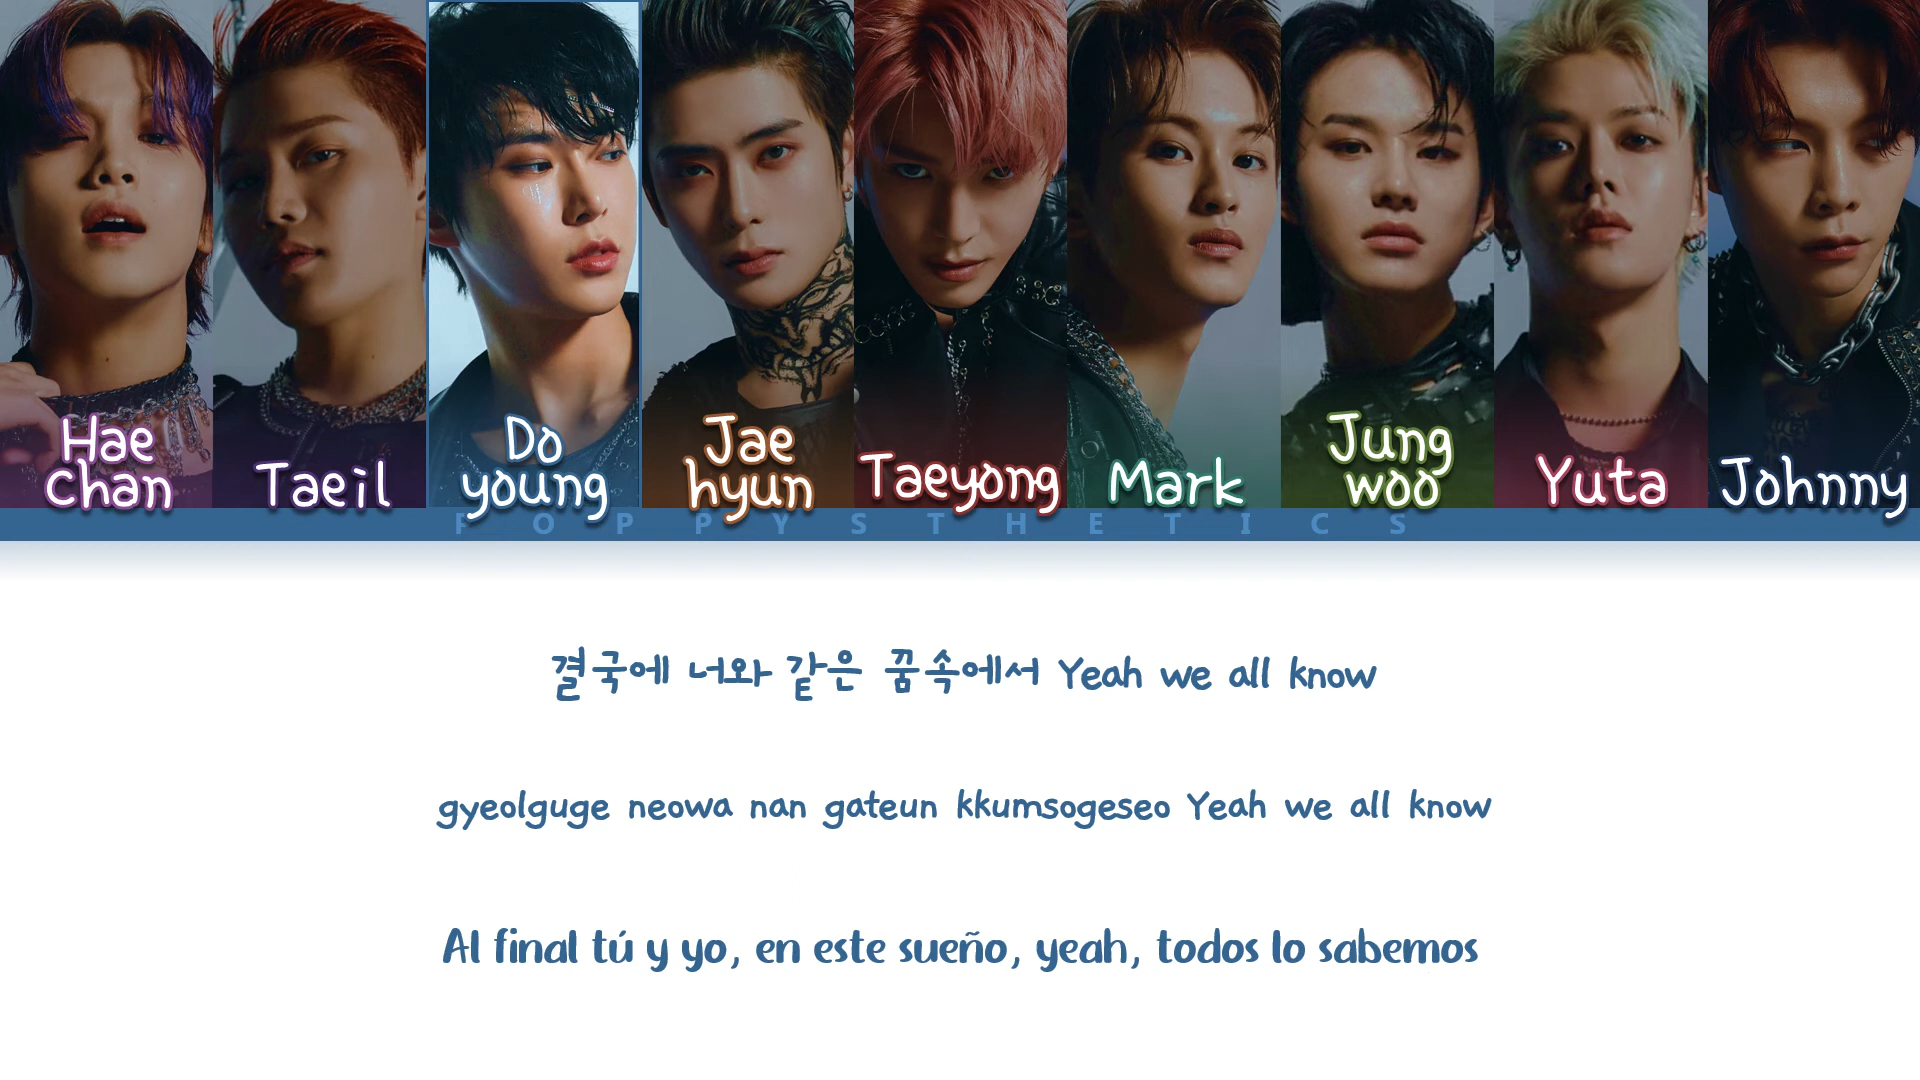 Hae
chan
Taeil
Do
young
Jae
hyun
Taeyong
Mark
Jung
woo
Yuta
Johnny
FOPPYSTHETICS
결국에 너와 같은 꿈속에서 Yeah we all know
gyeolguge neowa nan gateun kkumsogeseo Yeah we all know
Al final tú y yo, en este sueño, yeah, todos lo sabemos